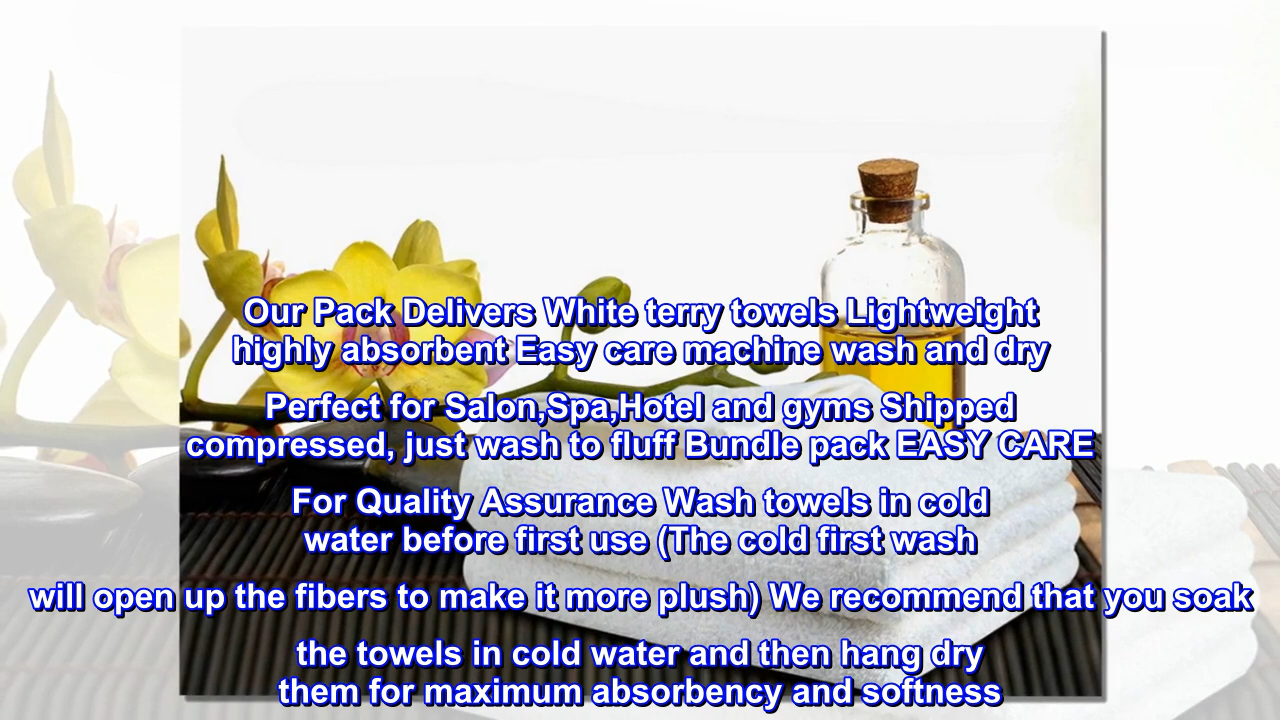 Our Pack Delivers White terry towels Lightweight
highly absorbent Easy care machine wash and dry
Perfect for Salon,Spa,Hotel and gyms Shipped
compressed, just wash to fluff Bundle pack EASY CARE
For Quality Assurance Wash towels in cold
water before first use (The cold first wash
will open up the fibers to make it more plush) We recommend that you soak
the towels in cold water and then hang dry
them for maximum absorbency and softness